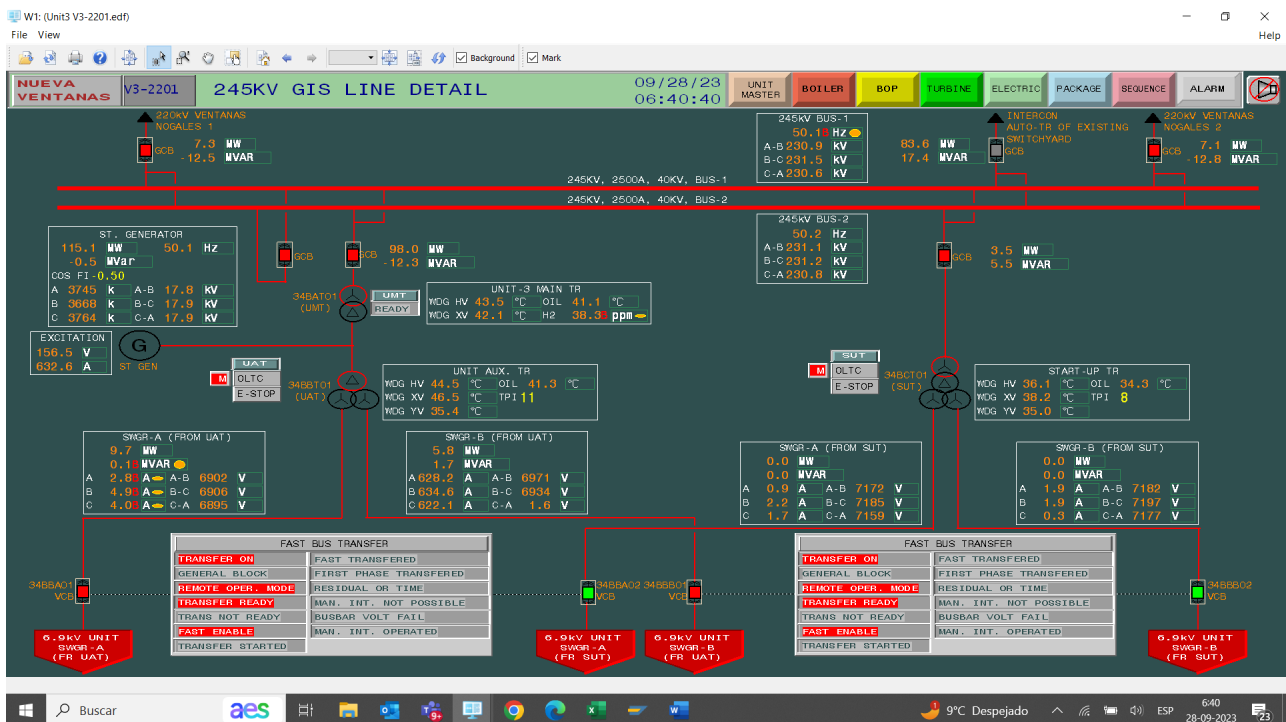 W1: (Unit3 V3-2201.edf)
File View Help
Background Mark
NUEVA VENTANAS
V3-2201
245KV GIS LINE DETAIL
09/28/23
06:40:40
UNIT MASTER
BOILER
BOP
TURBINE
ELECTRIC
PACKAGE
SEQUENCE
ALARM
220kV VENTANAS
NOGALES 1
GCB
7.3 MW
-12.5 MVAR
245kV BUS-1
50.1 Hz
A-B 230.9 kV
B-C 231.5 kV
C-A 230.6 kV
83.6 MW
17.4 MVAR
INTERCON
AUTO-TR OF EXISTING
SWITCHYARD
GCB
220kV VENTANAS
NOGALES 2
GCB
7.1 MW
-12.8 MVAR
245KV, 2500A, 40KV, BUS-1
245KV, 2500A, 40KV, BUS-2
ST. GENERATOR
115.1 MW 50.1 Hz
-0.5 MVar
COS FI -0.50
A 3745 k A-B 17.8 kV
B 3668 k B-C 17.9 kV
C 3764 k C-A 17.9 kV
GCB
GCB
98.0 MW
-12.3 MVAR
245kV BUS-2
50.2 Hz
A-B 231.1 kV
B-C 231.2 kV
C-A 230.8 kV
GCB
3.5 MW
5.5 MVAR
34BAT01
(UMT)
UMT
READY
UNIT-3 MAIN TR
WDG HV 43.5 °C OIL 41.1 °C
WDG XV 42.1 °C H2 38.3 ppm
EXCITATION
156.5 V
632.6 A
G
ST GEN
UAT
M OLTC
E-STOP
34BBT01
(UAT)
UNIT AUX. TR
WDG HV 44.5 °C OIL 41.3 °C
WDG XV 46.5 °C TPI 11
WDG YV 35.4 °C
SUT
M OLTC
E-STOP
34BCT01
(SUT)
START-UP TR
WDG HV 36.1 °C OIL 34.3 °C
WDG XV 38.2 °C TPI 8
WDG YV 35.0 °C
SWGR-A (FROM UAT)
9.7 MW
0.1 MVAR
A 2.8 A A-B 6902 V
B 4.9 A B-C 6906 V
C 4.0 A C-A 6895 V
SWGR-B (FROM UAT)
5.8 MW
1.7 MVAR
A 628.2 A A-B 6971 V
B 634.6 A B-C 6934 V
C 622.1 A C-A 1.6 V
SWGR-A (FROM SUT)
0.0 MW
0.0 MVAR
A 0.9 A A-B 7172 V
B 2.2 A B-C 7185 V
C 1.7 A C-A 7159 V
SWGR-B (FROM SUT)
0.0 MW
0.0 MVAR
A 1.9 A A-B 7182 V
B 1.9 A B-C 7197 V
C 0.3 A C-A 7177 V
FAST BUS TRANSFER
TRANSFER ON FAST TRANSFERED
GENERAL BLOCK FIRST PHASE TRANSFERED
REMOTE OPER. MODE RESIDUAL OR TIME
TRANSFER READY MAN. INT. NOT POSSIBLE
TRANS NOT READY BUSBAR VOLT FAIL
FAST ENABLE MAN. INT. OPERATED
TRANSFER STARTED
FAST BUS TRANSFER
TRANSFER ON FAST TRANSFERED
GENERAL BLOCK FIRST PHASE TRANSFERED
REMOTE OPER. MODE RESIDUAL OR TIME
TRANSFER READY MAN. INT. NOT POSSIBLE
TRANS NOT READY BUSBAR VOLT FAIL
FAST ENABLE MAN. INT. OPERATED
TRANSFER STARTED
34BBA01
VCB
34BBA02
VCB
34BBB01
VCB
34BBB02
VCB
6.9kV UNIT
SWGR-A
(FR UAT)
6.9kV UNIT
SWGR-A
(FR SUT)
6.9kV UNIT
SWGR-B
(FR UAT)
6.9kV UNIT
SWGR-B
(FR SUT)
Buscar
aes
9+
9°C Despejado
ESP
6:40
28-09-2023
23